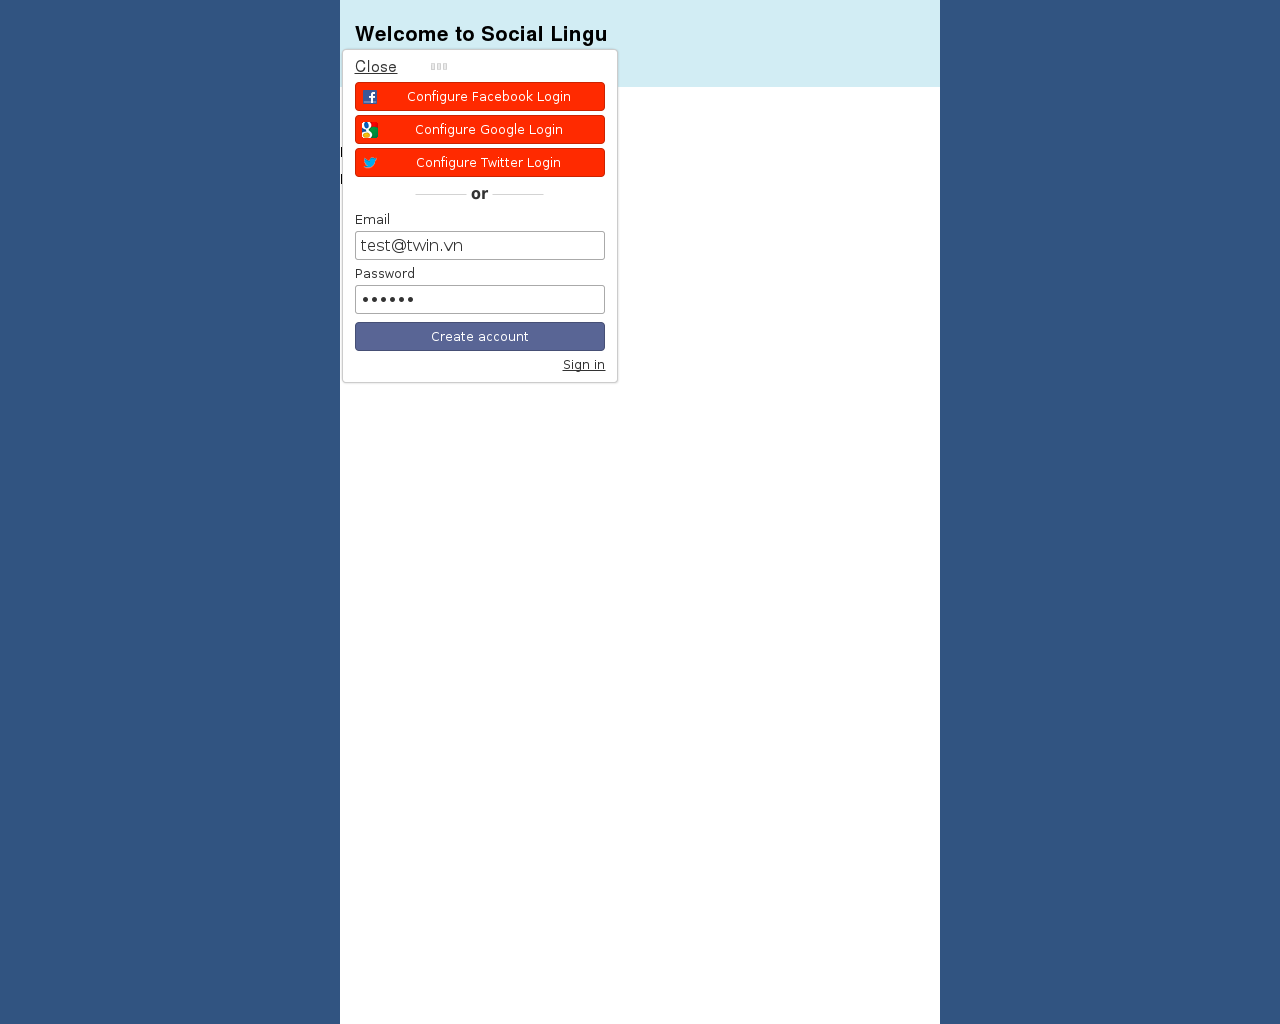 Welcome to Social Lingu
Close
Configure Facebook Login
Configure Google Login
Configure Twitter Login
or
Email
test@twin.vn
Password
••••••
Create account
Sign in